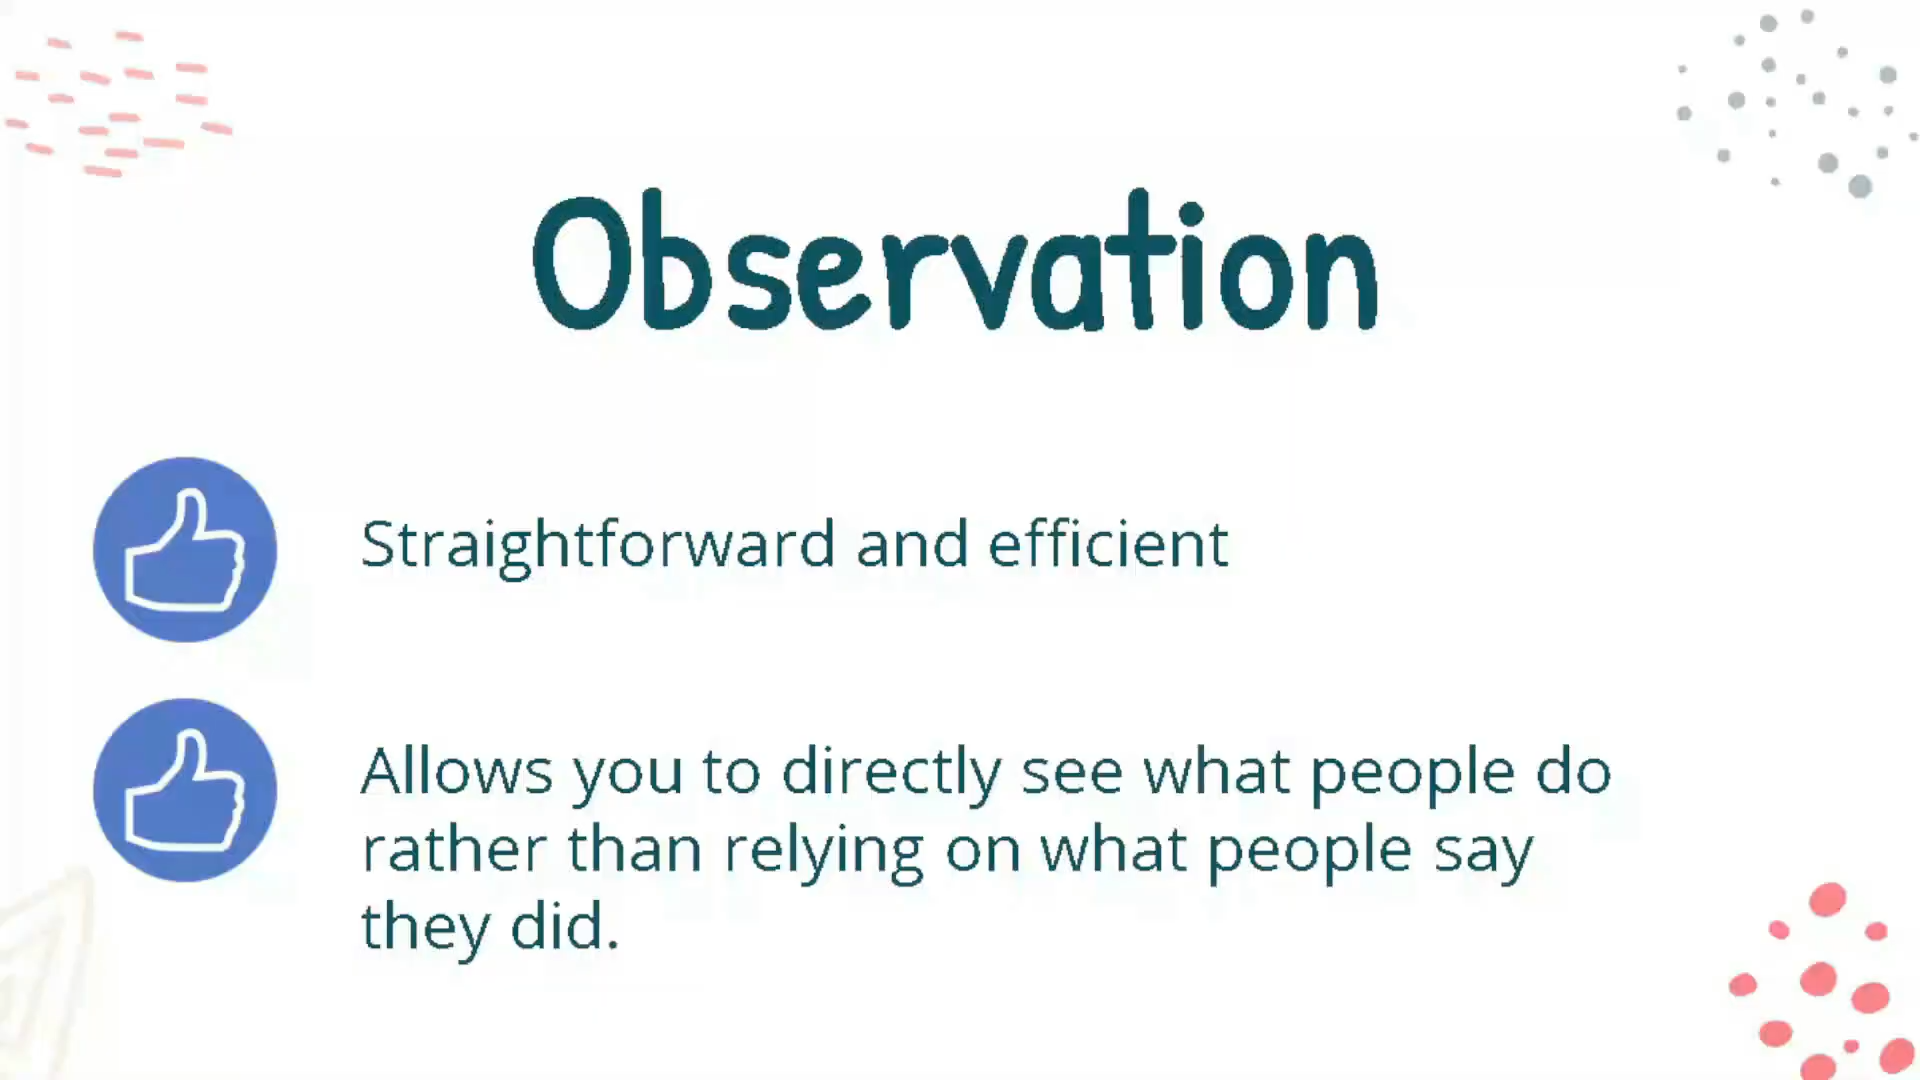 Observation
Straightforward and efficient
Allows you to directly see what people do
rather than relying on what people say
they did.